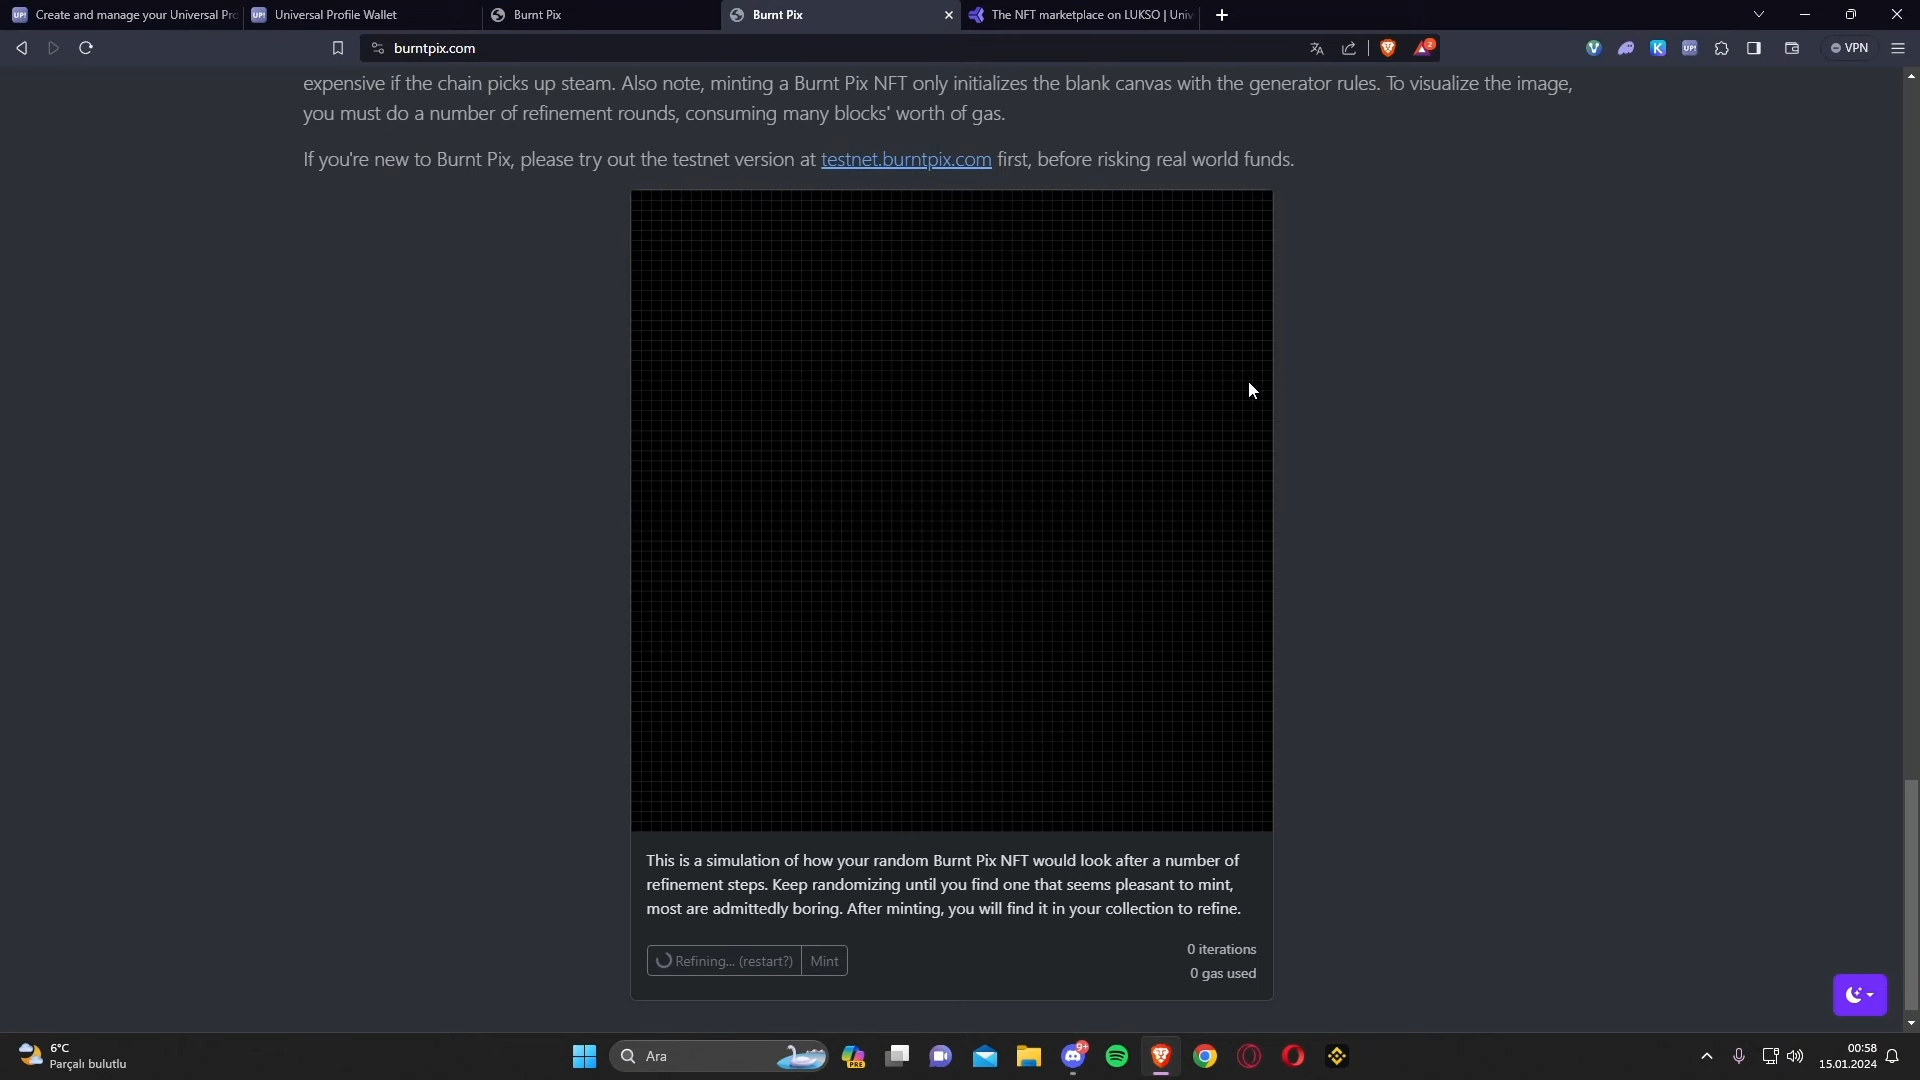 Create and manage your Universal Pro
Universal Profile Wallet
Burnt Pix
Burnt Pix
The NFT marketplace on LUKSO | Univ
burntpix.com
2
VPN
expensive if the chain picks up steam. Also note, minting a Burnt Pix NFT only initializes the blank canvas with the generator rules. To visualize the image,
you must do a number of refinement rounds, consuming many blocks' worth of gas.
If you're new to Burnt Pix, please try out the testnet version at testnet.burntpix.com first, before risking real world funds.
This is a simulation of how your random Burnt Pix NFT would look after a number of
refinement steps. Keep randomizing until you find one that seems pleasant to mint,
most are admittedly boring. After minting, you will find it in your collection to refine.
Refining... (restart?)
Mint
0 iterations
0 gas used
6°C
Parçalı bulutlu
Ara
PRE
9+
00:58
15.01.2024